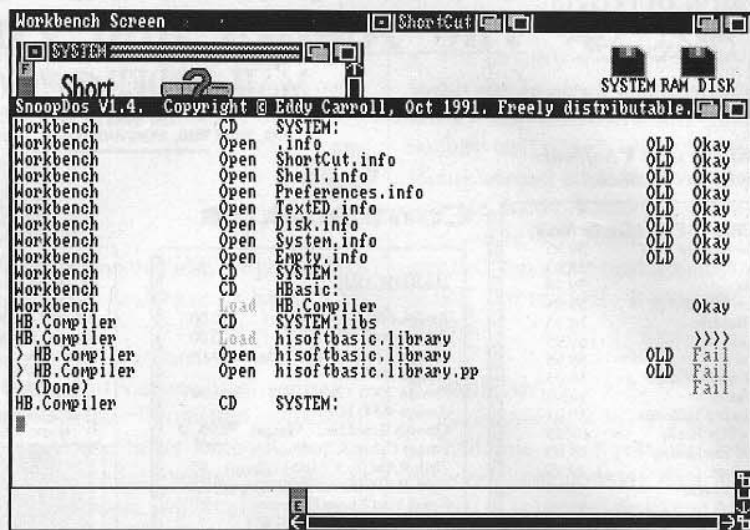 Workbench Screen ShortCut
SYSTEM
F
Short
SYSTEM RAM DISK
SnoopDos V1.4. Copyright © Eddy Carroll, Oct 1991. Freely distributable.
Workbench CD SYSTEM:
Workbench Open .info OLD Okay
Workbench Open ShortCut.info OLD Okay
Workbench Open Shell.info OLD Okay
Workbench Open Preferences.info OLD Okay
Workbench Open TextED.info OLD Okay
Workbench Open Disk.info OLD Okay
Workbench Open System.info OLD Okay
Workbench Open Empty.info OLD Okay
Workbench CD SYSTEM:
Workbench CD HBasic:
Workbench Load HB.Compiler Okay
HB.Compiler CD SYSTEM:libs
HB.Compiler Load hisoftbasic.library >>>>
> HB.Compiler Open hisoftbasic.library OLD Fail
> HB.Compiler Open hisoftbasic.library.pp OLD Fail
> (Done) Fail
HB.Compiler CD SYSTEM:
E